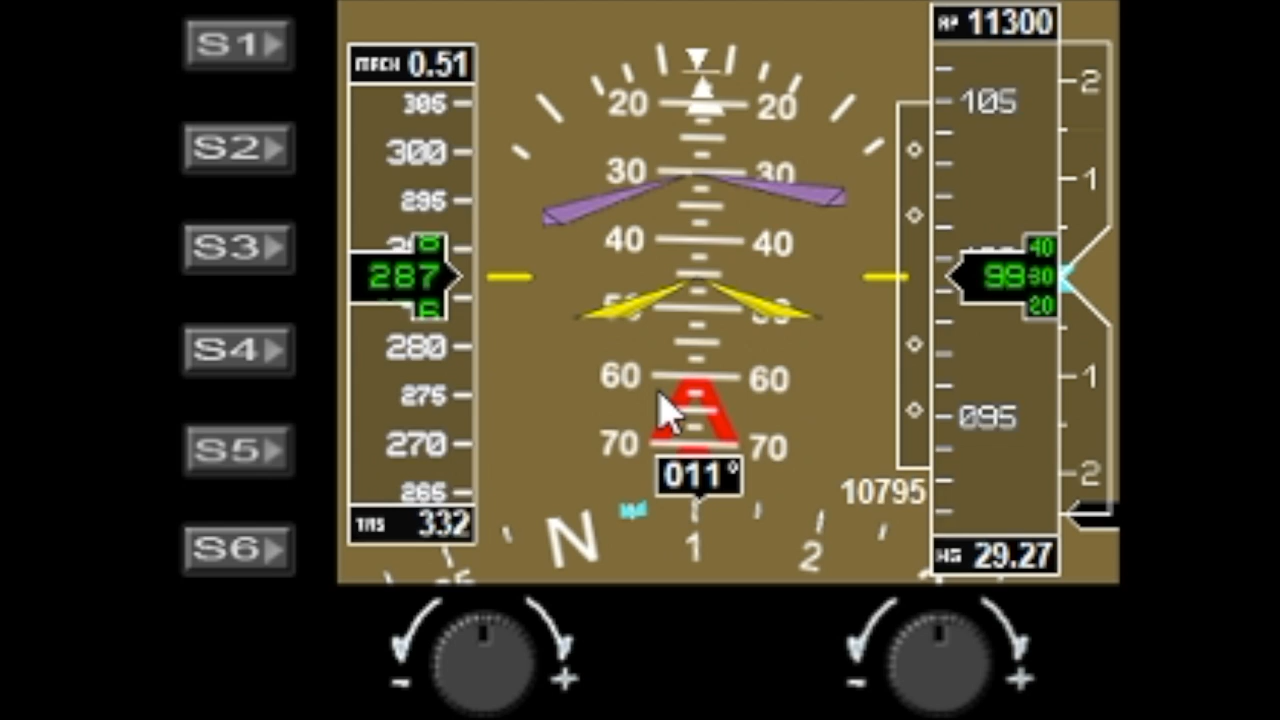 S1
S2
S3
S4
S5
S6
MACH 0.51
305
300
295
287
280
275
270
265
TAS 332
20 20
30 30
40 40
60 60
70 70
011°
N 1 2
10795
AP 11300
105
99 40 30 20
095
HG 29.27
2
1
1
2
- +
- +